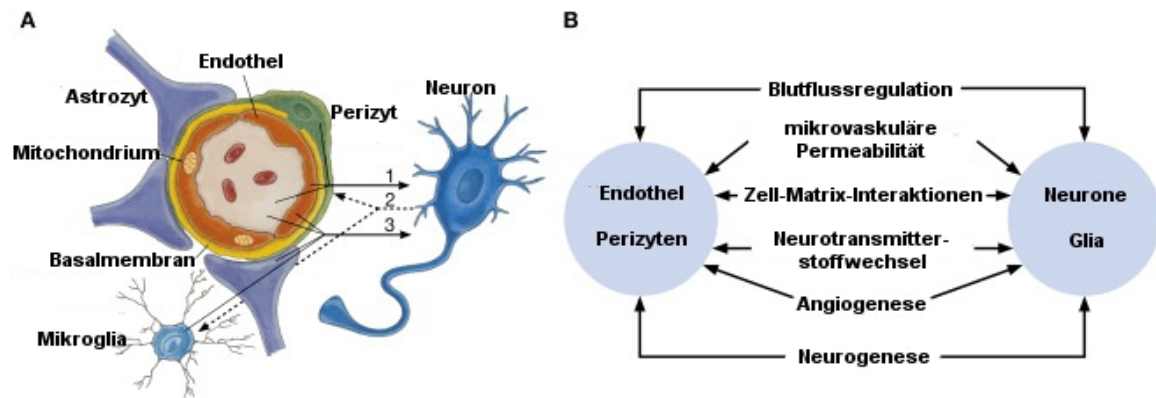 A
Endothel
Astrozyt
Perizyt
Neuron
Mitochondrium
1
2
3
Basalmembran
Mikroglia
B
Blutflussregulation
mikrovaskuläre
Permeabilität
Endothel
Zell-Matrix-Interaktionen
Neurone
Perizyten
Neurotransmitter-
stoffwechsel
Glia
Angiogenese
Neurogenese